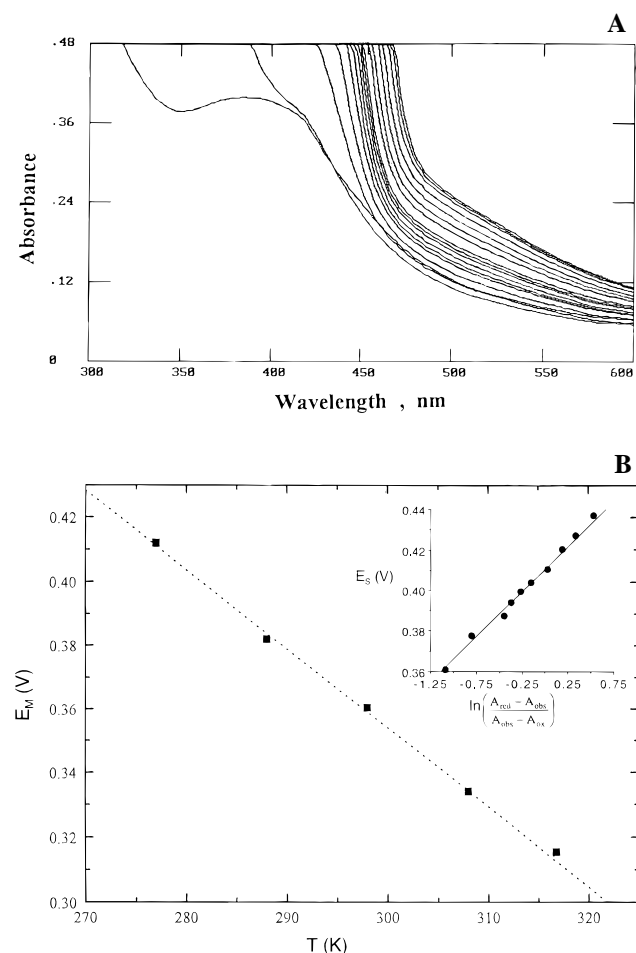 A
.48
.36
.24
.12
0
Absorbance
300 350 400 450 500 550 600
Wavelength , nm
B
0.42
0.40
0.38
0.36
0.34
0.32
0.30
E_M (V)
270 280 290 300 310 320
T (K)
0.44
0.42
0.40
0.38
0.36
E_S (V)
-1.25 -0.75 -0.25 0.25 0.75
ln(A_red − A_obs / A_obs − A_ox)